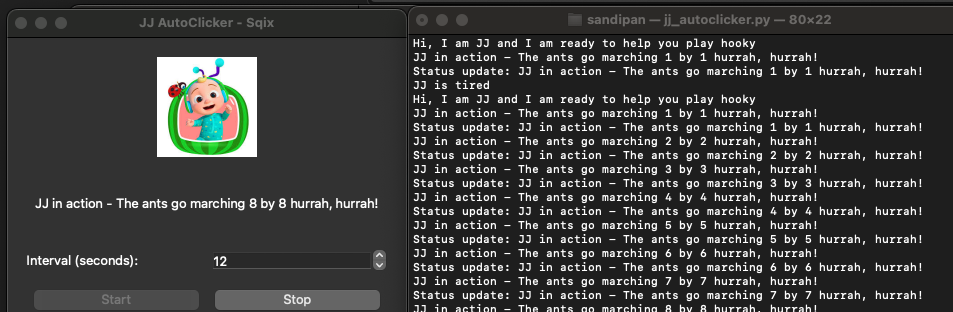 JJ AutoClicker - Sqix
JJ in action - The ants go marching 8 by 8 hurrah, hurrah!
Interval (seconds):
12
Start
Stop
sandipan — jj_autoclicker.py — 80×22
Hi, I am JJ and I am ready to help you play hooky
JJ in action - The ants go marching 1 by 1 hurrah, hurrah!
Status update: JJ in action - The ants go marching 1 by 1 hurrah, hurrah!
JJ is tired
Hi, I am JJ and I am ready to help you play hooky
JJ in action - The ants go marching 1 by 1 hurrah, hurrah!
Status update: JJ in action - The ants go marching 1 by 1 hurrah, hurrah!
JJ in action - The ants go marching 2 by 2 hurrah, hurrah!
Status update: JJ in action - The ants go marching 2 by 2 hurrah, hurrah!
JJ in action - The ants go marching 3 by 3 hurrah, hurrah!
Status update: JJ in action - The ants go marching 3 by 3 hurrah, hurrah!
JJ in action - The ants go marching 4 by 4 hurrah, hurrah!
Status update: JJ in action - The ants go marching 4 by 4 hurrah, hurrah!
JJ in action - The ants go marching 5 by 5 hurrah, hurrah!
Status update: JJ in action - The ants go marching 5 by 5 hurrah, hurrah!
JJ in action - The ants go marching 6 by 6 hurrah, hurrah!
Status update: JJ in action - The ants go marching 6 by 6 hurrah, hurrah!
JJ in action - The ants go marching 7 by 7 hurrah, hurrah!
Status update: JJ in action - The ants go marching 7 by 7 hurrah, hurrah!
JJ in action - The ants go marching 8 by 8 hurrah, hurrah!